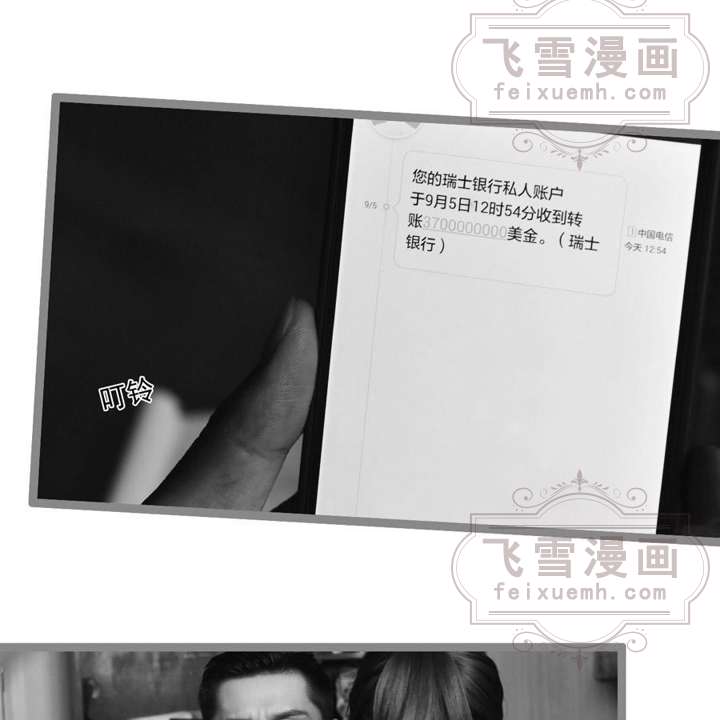 飞雪漫画
feixuemh.com
您的瑞士银行私人账户
于9月5日12时54分收到转
账3700000000美金。（瑞士
银行）
9/5
中国电信
今天 12:54
叮铃
飞雪漫画
feixuemh.com